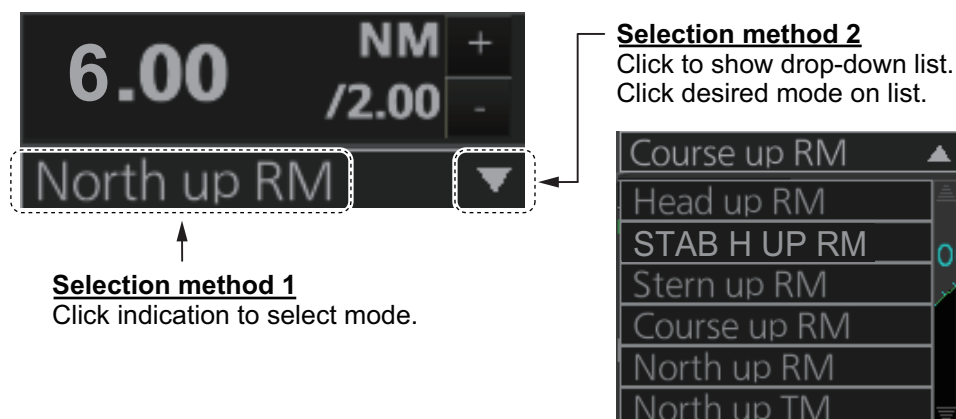 6.00
NM
/2.00
+
-
North up RM
Selection method 1
Click indication to select mode.
Selection method 2
Click to show drop-down list.
Click desired mode on list.
Course up RM
Head up RM
STAB H UP RM
Stern up RM
Course up RM
North up RM
North up TM
0